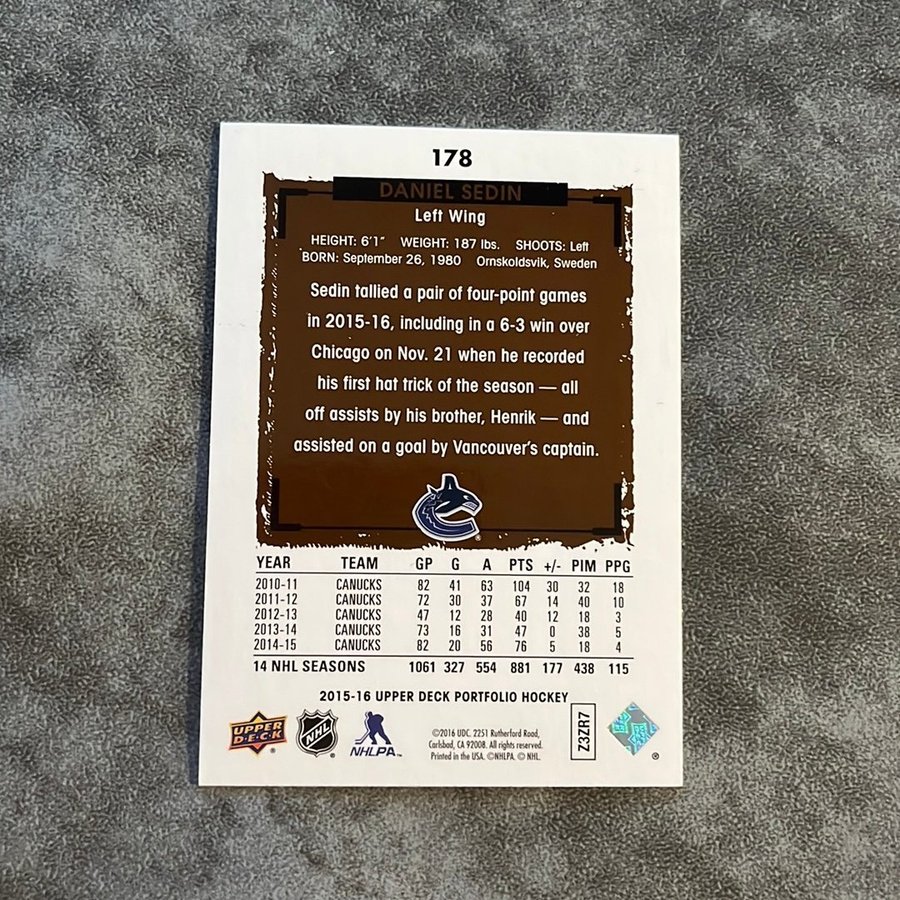 178
DANIEL SEDIN
Left Wing
HEIGHT: 6'1" WEIGHT: 187 lbs. SHOOTS: Left
BORN: September 26, 1980 Ornskoldsvik, Sweden
Sedin tallied a pair of four-point games
in 2015-16, including in a 6-3 win over
Chicago on Nov. 21 when he recorded
his first hat trick of the season — all
off assists by his brother, Henrik — and
assisted on a goal by Vancouver's captain.
®
YEAR TEAM GP G A PTS +/- PIM PPG
2010-11 CANUCKS 82 41 63 104 30 32 18
2011-12 CANUCKS 72 30 37 67 14 40 10
2012-13 CANUCKS 47 12 28 40 12 18 3
2013-14 CANUCKS 73 16 31 47 0 38 5
2014-15 CANUCKS 82 20 56 76 5 18 4
14 NHL SEASONS 1061 327 554 881 177 438 115
2015-16 UPPER DECK PORTFOLIO HOCKEY
UPPER
D·E·C·K ®
NHL ®
NHLPA™
©2016 UDC. 2251 Rutherford Road,
Carlsbad, CA 92008. All rights reserved.
Printed in the USA. ©NHLPA. © NHL.
Z3ZR7
®